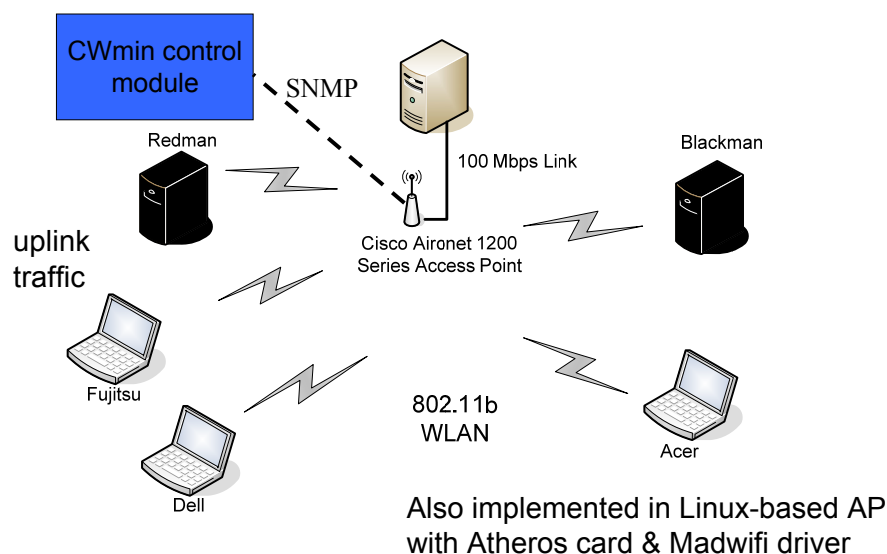 CWmin control
module
SNMP
Redman
100 Mbps Link
Blackman
uplink
traffic
Cisco Aironet 1200
Series Access Point
Fujitsu
802.11b
WLAN
Acer
Dell
Also implemented in Linux-based AP
with Atheros card & Madwifi driver